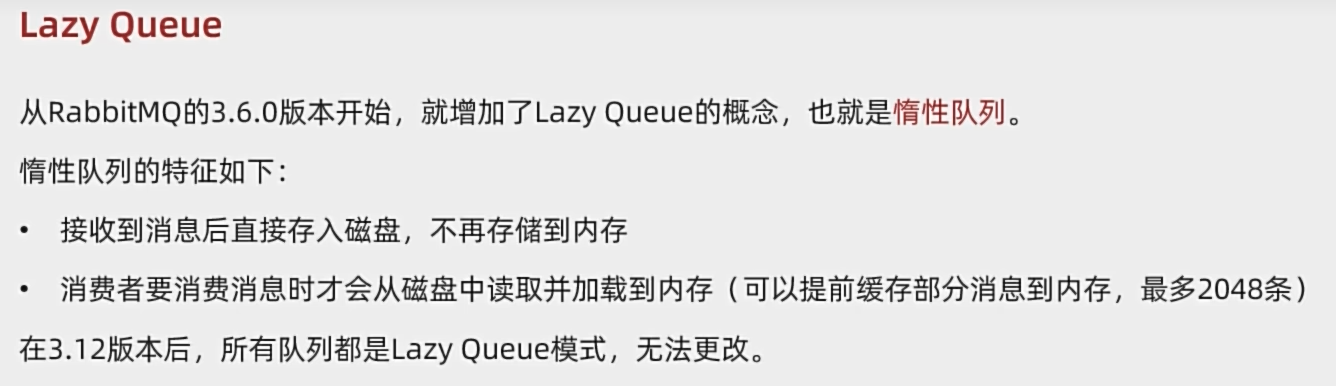 Lazy Queue
从RabbitMQ的3.6.0版本开始，就增加了Lazy Queue的概念，也就是惰性队列。
惰性队列的特征如下：
• 接收到消息后直接存入磁盘，不再存储到内存
• 消费者要消费消息时才会从磁盘中读取并加载到内存（可以提前缓存部分消息到内存，最多2048条）
在3.12版本后，所有队列都是Lazy Queue模式，无法更改。